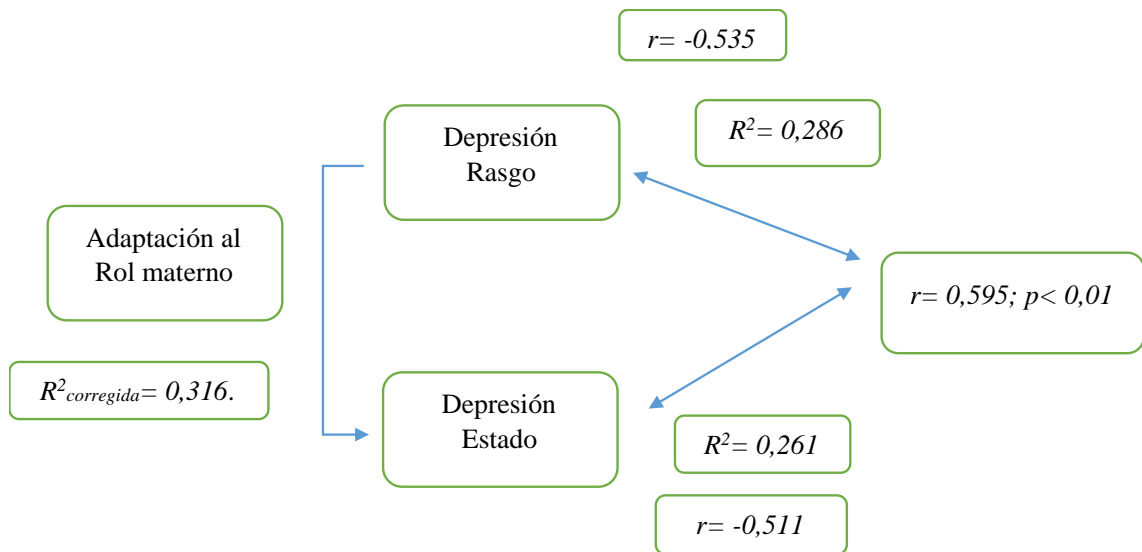 r= -0,535
R²= 0,286
Depresión
Rasgo
Adaptación al
Rol materno
r= 0,595; p< 0,01
R²corregida= 0,316.
Depresión
Estado
R²= 0,261
r= -0,511